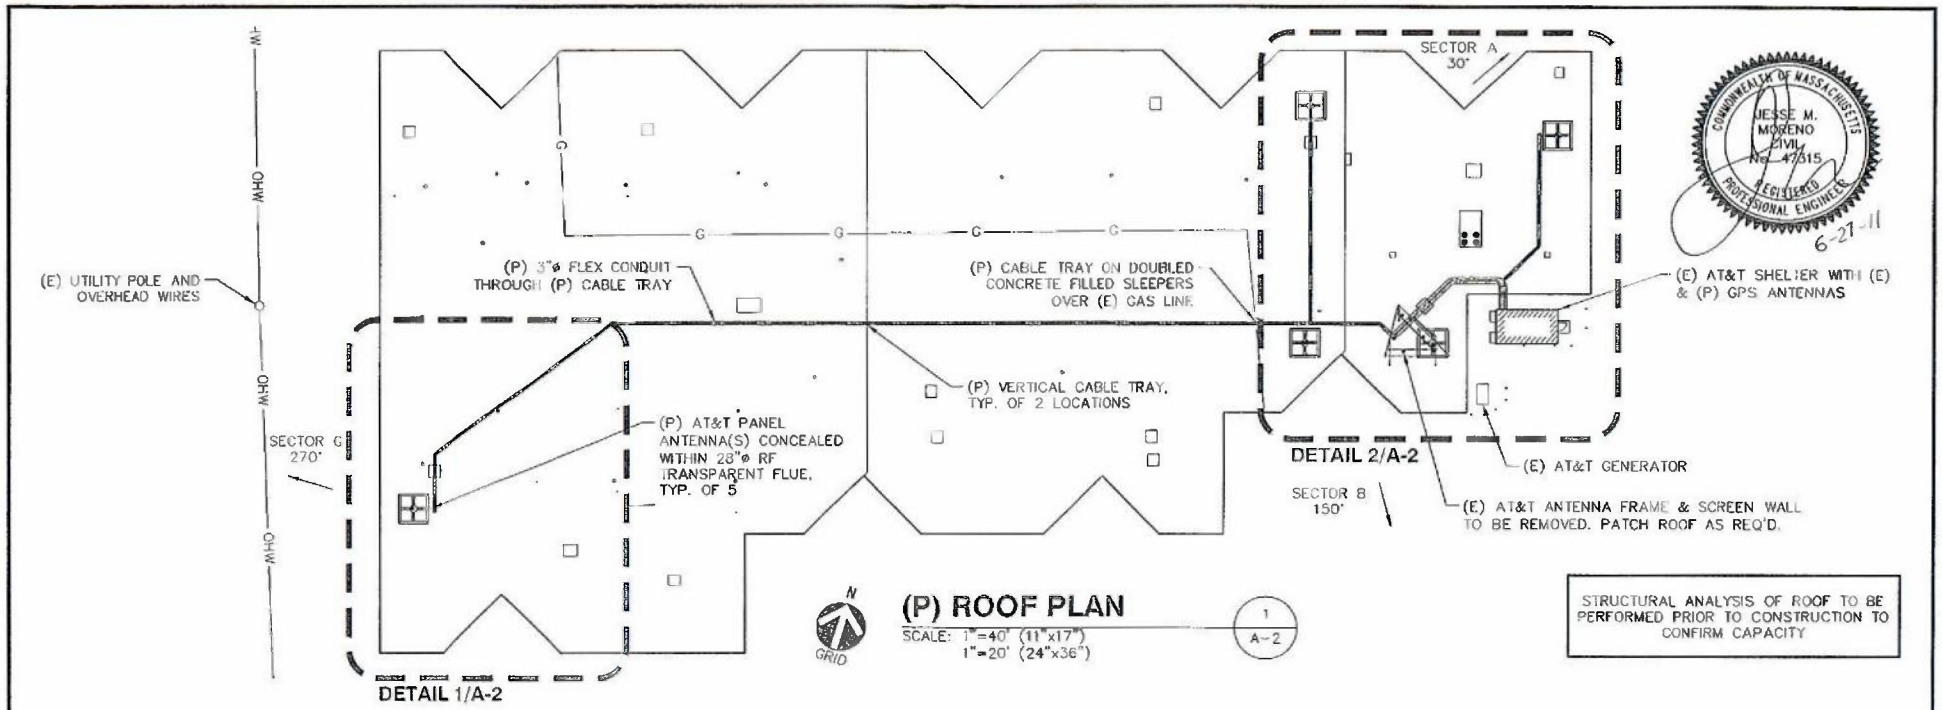 OHW
OHW
OHW
OHW
(E) UTILITY POLE AND
OVERHEAD WIRES
G
G
G
G
G
(P) 3"ø FLEX CONDUIT
THROUGH (P) CABLE TRAY
(P) CABLE TRAY ON DOUBLED
CONCRETE FILLED SLEEPERS
OVER (E) GAS LINE
SECTOR A
30°
COMMONWEALTH OF MASSACHUSETTS
JESSE M.
MORENO
CIVIL
No. 47315
REGISTERED
PROFESSIONAL ENGINEER
6-27-11
(E) AT&T SHELTER WITH (E)
& (P) GPS ANTENNAS
(P) VERTICAL CABLE TRAY,
TYP. OF 2 LOCATIONS
SECTOR G
270°
(P) AT&T PANEL
ANTENNA(S) CONCEALED
WITHIN 28"ø RF
TRANSPARENT FLUE,
TYP. OF 5
DETAIL 2/A-2
(E) AT&T GENERATOR
SECTOR B
150°
(E) AT&T ANTENNA FRAME & SCREEN WALL
TO BE REMOVED. PATCH ROOF AS REQ'D.
N
GRID
(P) ROOF PLAN
SCALE: 1"=40' (11"x17")
1"=20' (24"x36")
1
A-2
STRUCTURAL ANALYSIS OF ROOF TO BE
PERFORMED PRIOR TO CONSTRUCTION TO
CONFIRM CAPACITY
DETAIL 1/A-2